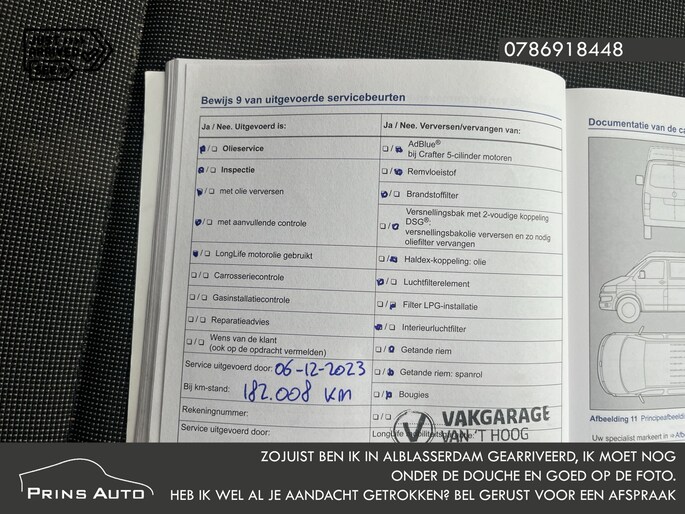 0786918448
Bewijs 9 van uitgevoerde servicebeurten
Documentatie van de ca
Ja / Nee. Uitgevoerd is:
Ja / Nee. Verversen/vervangen van:
Olieservice
AdBlue®
bij Crafter 5-cilinder motoren
Inspectie
Remvloeistof
met olie verversen
Brandstoffilter
met aanvullende controle
Versnellingsbak met 2-voudige koppeling
DSG®:
versnellingsbakolie verversen en zo nodig
oliefilter vervangen
LongLife motorolie gebruikt
Haldex-koppeling: olie
Carrosseriecontrole
Luchtfilterelement
Gasinstallatiecontrole
Filter LPG-installatie
Reparatieadvies
Interieurluchtfilter
Wens van de klant
(ook op de opdracht vermelden)
Getande riem
Service uitgevoerd door: 06-12-2023
Getande riem: spanrol
Bij km-stand: 182.008 KM
Bougies
Rekeningnummer:
VAKGARAGE
VAN 'T HOOG
Service uitgevoerd door:
Afbeelding 11 Principeafbeeldi
Uw specialist markeert in
PRINS AUTO
ZOJUIST BEN IK IN ALBLASSERDAM GEARRIVEERD, IK MOET NOG
ONDER DE DOUCHE EN GOED OP DE FOTO.
HEB IK WEL AL JE AANDACHT GETROKKEN? BEL GERUST VOOR EEN AFSPRAAK